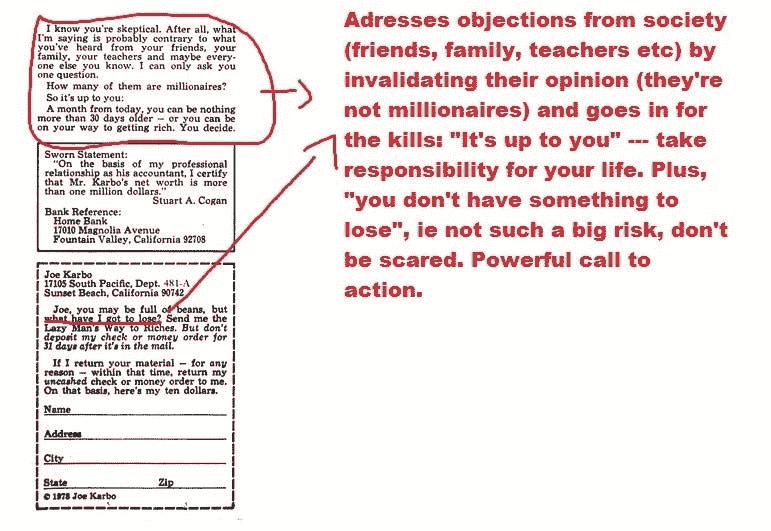 I know you're skeptical. After all, what
I'm saying is probably contrary to what
you've heard from your friends, your
family, your teachers and maybe every-
one else you know. I can only ask you
one question.
How many of them are millionaires?
So it's up to you:
A month from today, you can be nothing
more than 30 days older — or you can be
on your way to getting rich. You decide.
Sworn Statement:
"On the basis of my professional
relationship as his accountant, I certify
that Mr. Karbo's net worth is more
than one million dollars."
Stuart A. Cogan
Bank Reference:
Home Bank
17010 Magnolia Avenue
Fountain Valley, California 92708
Joe Karbo
17105 South Pacific, Dept. 481-A
Sunset Beach, California 90742
Joe, you may be full of beans, but
what have I got to lose? Send me the
Lazy Man's Way to Riches. But don't
deposit my check or money order for
31 days after it's in the mail.
If I return your material — for any
reason — within that time, return my
uncashed check or money order to me.
On that basis, here's my ten dollars.
Name
Address
City
State Zip
© 1978 Joe Karbo
Adresses objections from society
(friends, family, teachers etc) by
invalidating their opinion (they're
not millionaires) and goes in for
the kills: "It's up to you" --- take
responsibility for your life. Plus,
"you don't have something to
lose", ie not such a big risk, don't
be scared. Powerful call to
action.